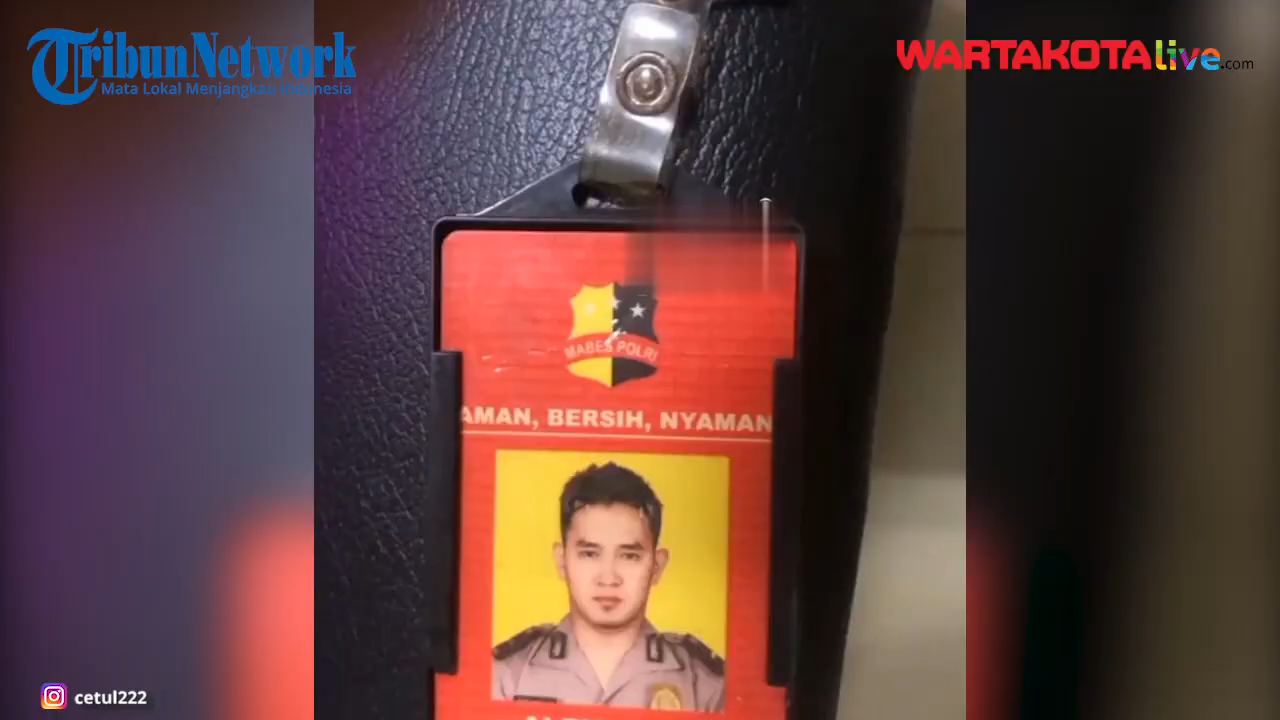 TribunNetwork
Mata Lokal Menjangkau Indonesia
WARTAKOTAlive.com
MABES POLRI
AMAN, BERSIH, NYAMAN
cetul222